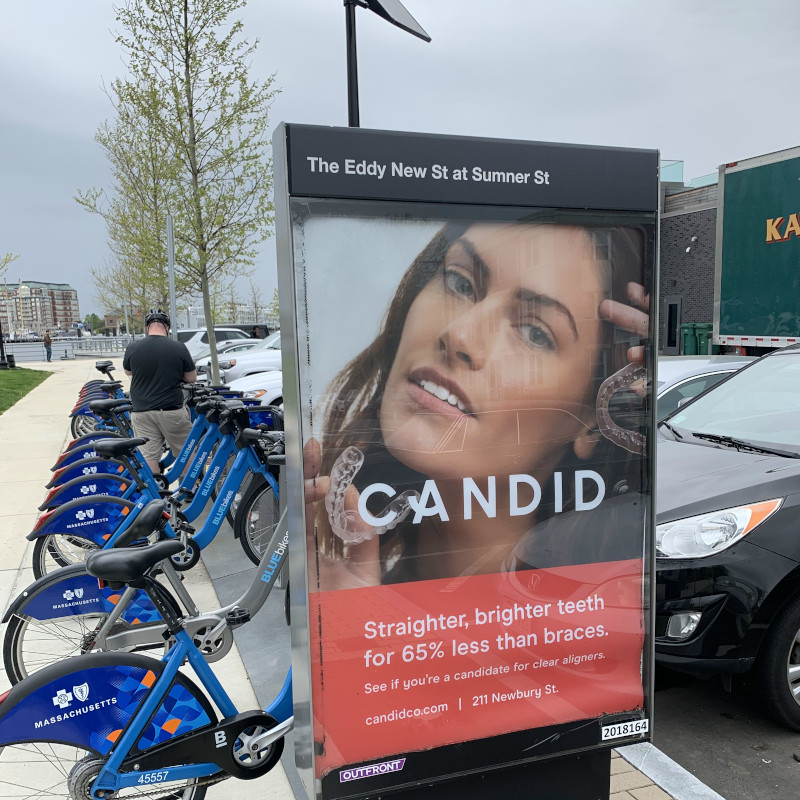 The Eddy New St at Sumner St
KA
CANDID
Straighter, brighter teeth
for 65% less than braces.
See if you're a candidate for clear aligners.
candidco.com | 211 Newbury St.
2018164
OUTFRONT
BLUEbikes
BLUEbikes
BLUEbikes
BLUEbikes
MASSACHUSETTS
MASSACHUSETTS
MASSACHUSETTS
B
45557